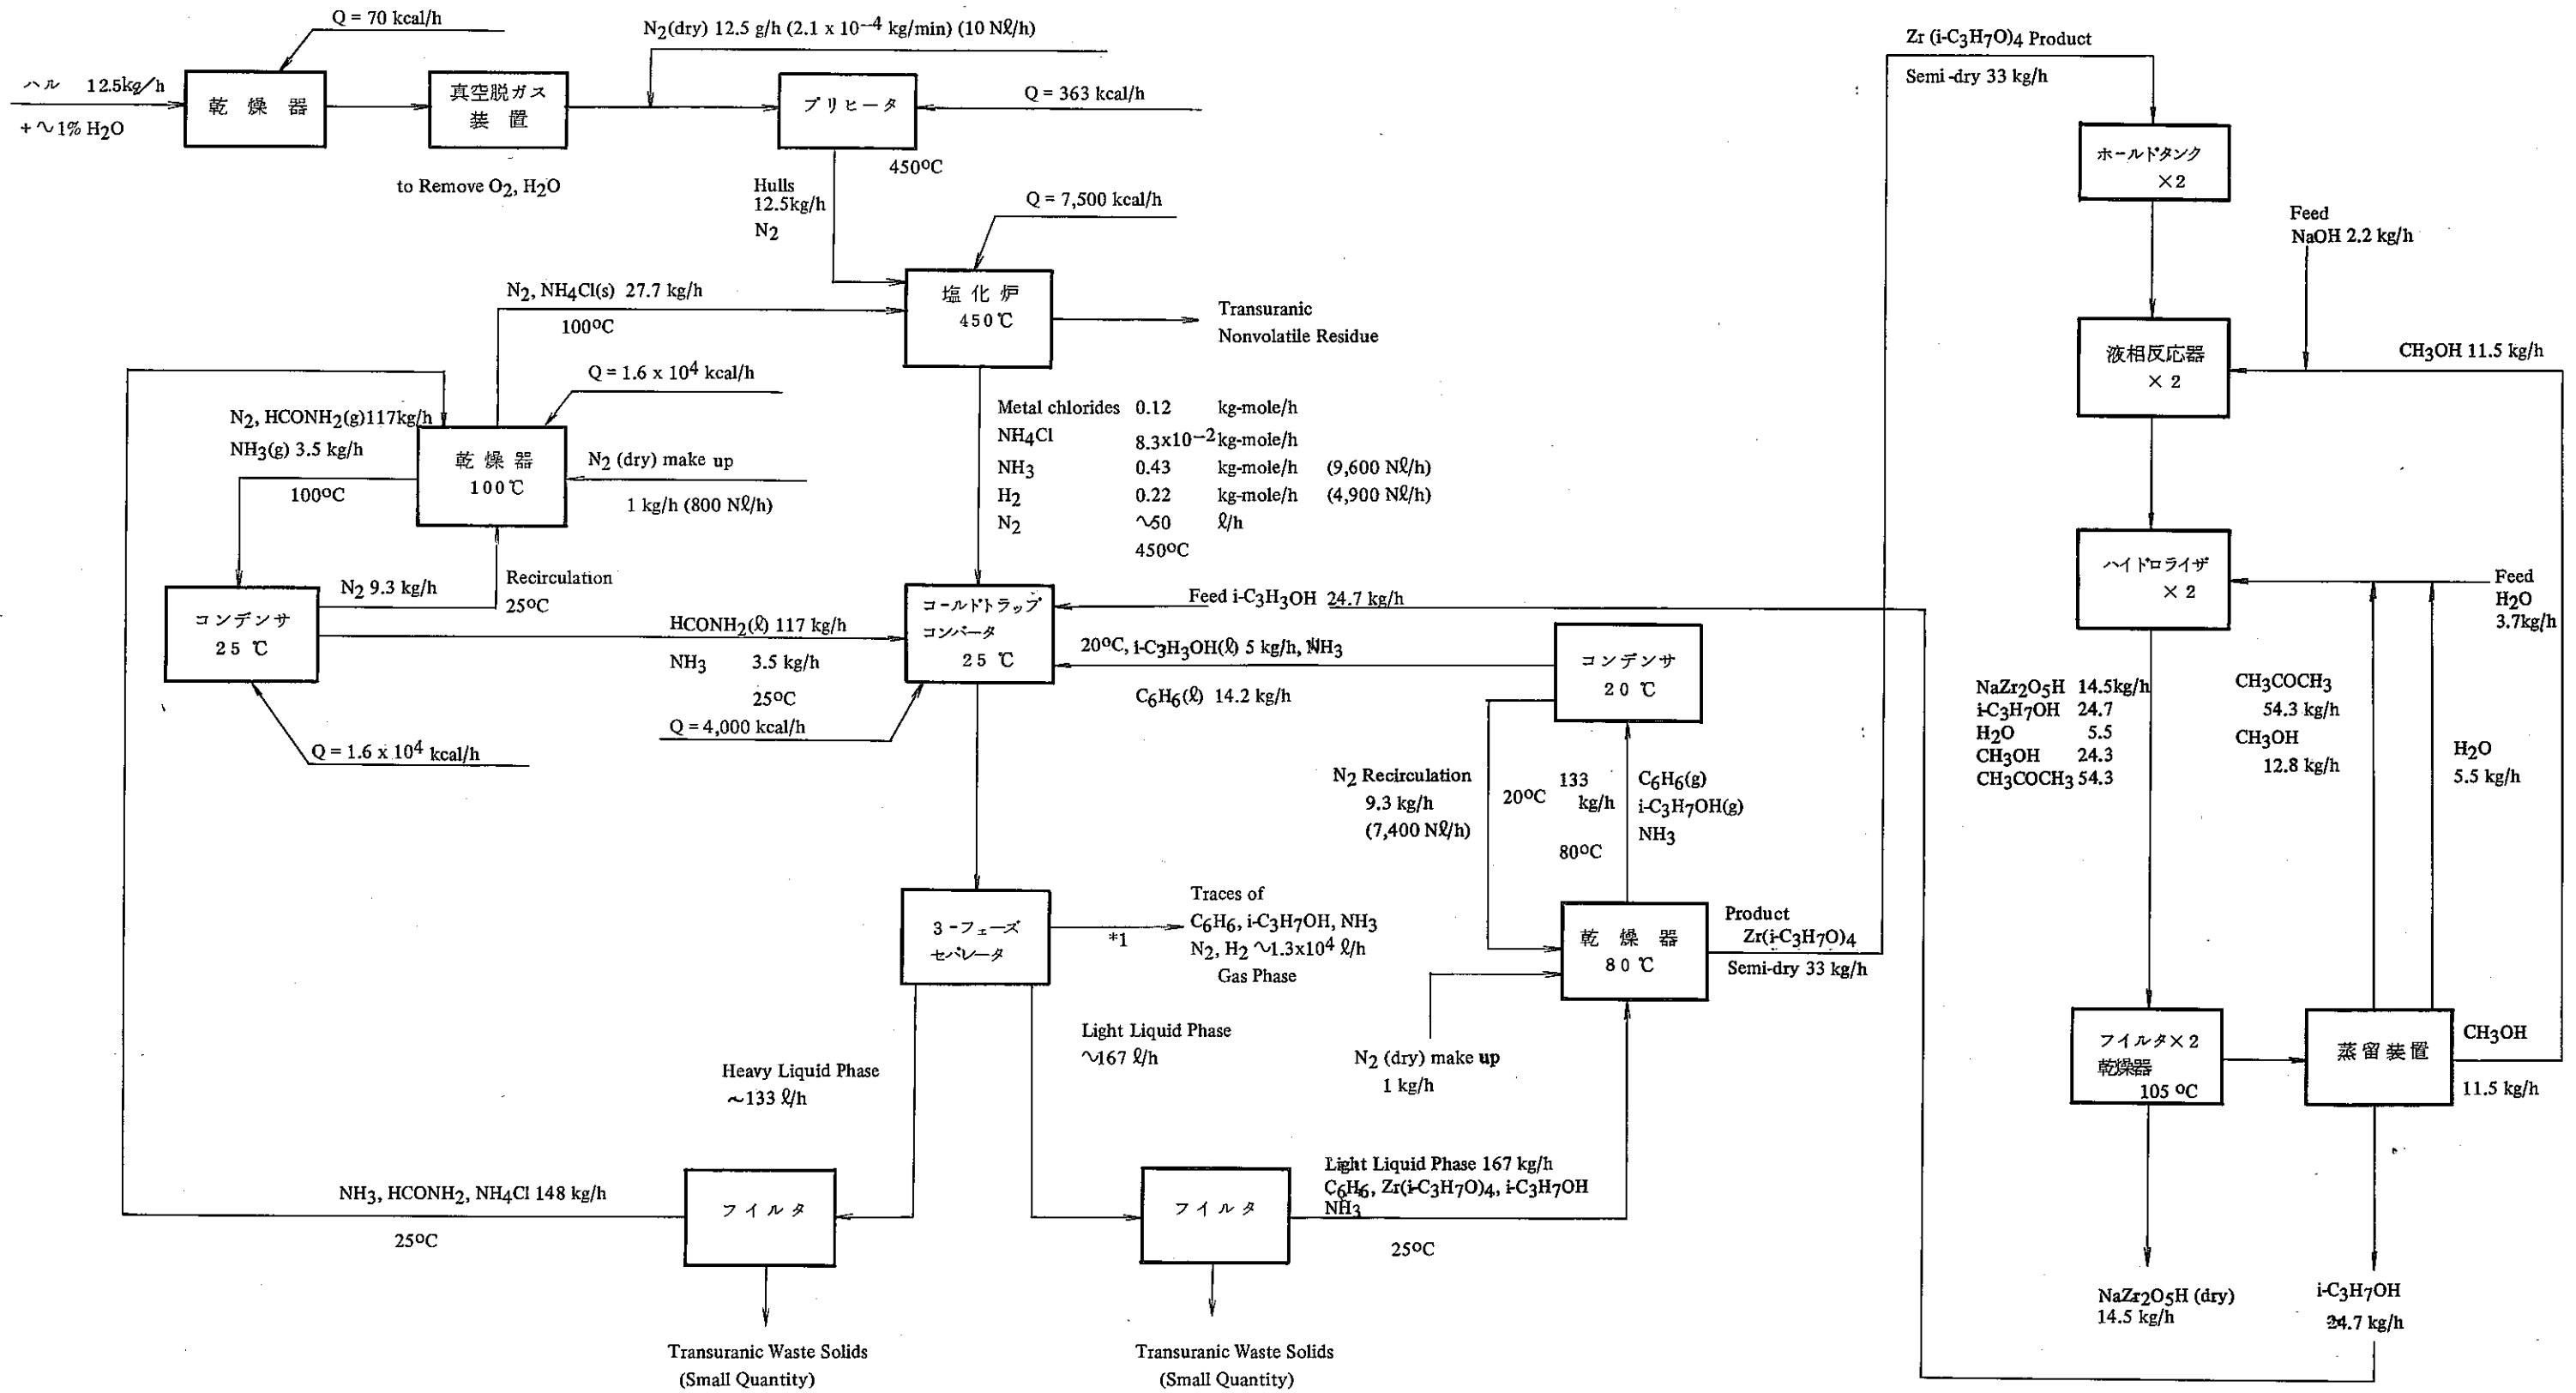 Q = 70 kcal/h
N2(dry) 12.5 g/h (2.1 x 10−4 kg/min) (10 Nℓ/h)
ハル 12.5kg/h
+ ~1% H2O
乾燥器
真空脱ガス
装置
to Remove O2, H2O
プリヒータ
450°C
Q = 363 kcal/h
Hulls
12.5kg/h
N2
Q = 7,500 kcal/h
塩化炉
450℃
Transuranic
Nonvolatile Residue
N2, NH4Cl(s) 27.7 kg/h
100°C
Q = 1.6 x 104 kcal/h
N2, HCONH2(g)117kg/h
NH3(g) 3.5 kg/h
100°C
乾燥器
100℃
N2 (dry) make up
1 kg/h (800 Nℓ/h)
Metal chlorides 0.12 kg-mole/h
NH4Cl 8.3x10−2 kg-mole/h
NH3 0.43 kg-mole/h (9,600 Nℓ/h)
H2 0.22 kg-mole/h (4,900 Nℓ/h)
N2 ~50 ℓ/h
450°C
コンデンサ
25℃
N2 9.3 kg/h
Recirculation
25°C
HCONH2(ℓ) 117 kg/h
NH3 3.5 kg/h
25°C
Q = 1.6 x 104 kcal/h
Q = 4,000 kcal/h
コールドトラップ
コンバータ
25℃
Feed i-C3H3OH 24.7 kg/h
20°C, i-C3H3OH(ℓ) 5 kg/h, NH3
C6H6(ℓ) 14.2 kg/h
コンデンサ
20℃
N2 Recirculation
9.3 kg/h
(7,400 Nℓ/h)
20°C
133
kg/h
80°C
C6H6(g)
i-C3H7OH(g)
NH3
3-フェーズ
セパレータ
*1
Traces of
C6H6, i-C3H7OH, NH3
N2, H2 ~1.3x104 ℓ/h
Gas Phase
乾燥器
80℃
Product
Zr(i-C3H7O)4
Semi-dry 33 kg/h
N2 (dry) make up
1 kg/h
Heavy Liquid Phase
~133 ℓ/h
Light Liquid Phase
~167 ℓ/h
NH3, HCONH2, NH4Cl 148 kg/h
25°C
フイルタ
Transuranic Waste Solids
(Small Quantity)
フイルタ
Transuranic Waste Solids
(Small Quantity)
Light Liquid Phase 167 kg/h
C6H6, Zr(i-C3H7O)4, i-C3H7OH
NH3
25°C
Zr (i-C3H7O)4 Product
Semi-dry 33 kg/h
ホールドタンク
×2
Feed
NaOH 2.2 kg/h
液相反応器
×2
CH3OH 11.5 kg/h
ハイドロライザ
×2
Feed
H2O
3.7kg/h
NaZr2O5H 14.5kg/h
i-C3H7OH 24.7
H2O 5.5
CH3OH 24.3
CH3COCH3 54.3
CH3COCH3
54.3 kg/h
CH3OH
12.8 kg/h
H2O
5.5 kg/h
フイルタ×2
乾燥器
105 °C
蒸留装置
CH3OH
11.5 kg/h
NaZr2O5H (dry)
14.5 kg/h
i-C3H7OH
24.7 kg/h